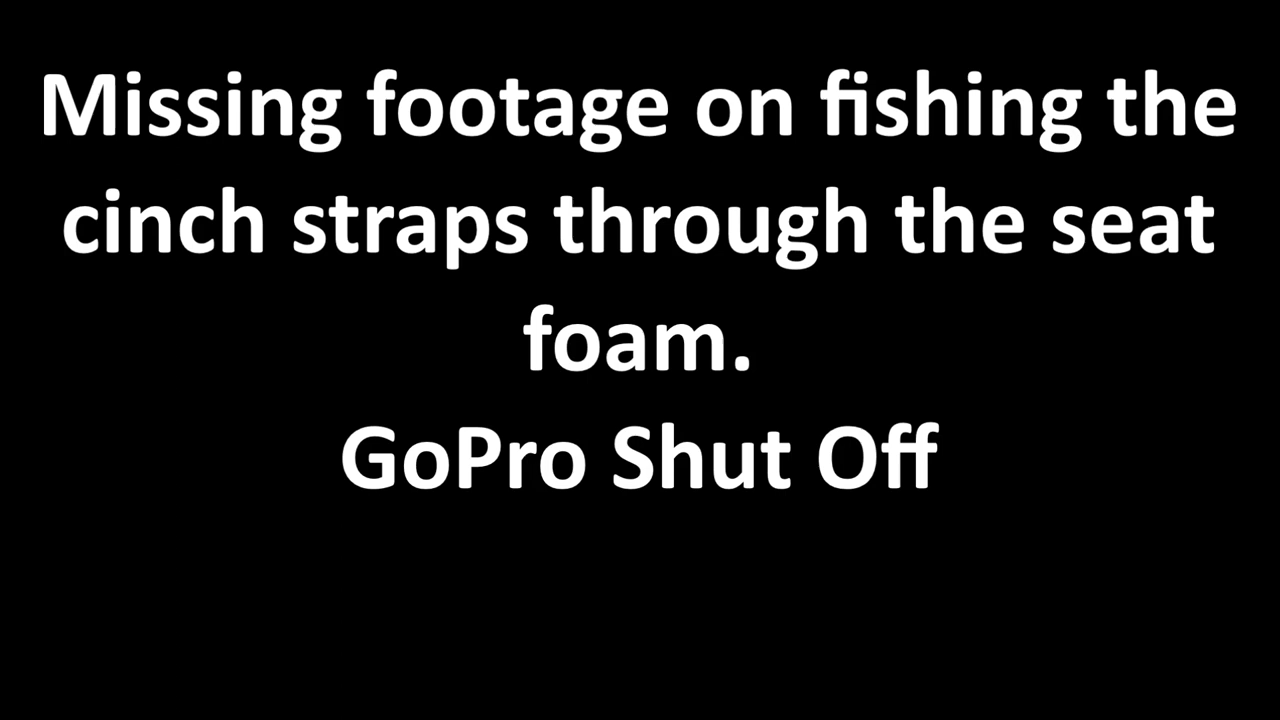 Missing footage on fishing the
cinch straps through the seat
foam.
GoPro Shut Off